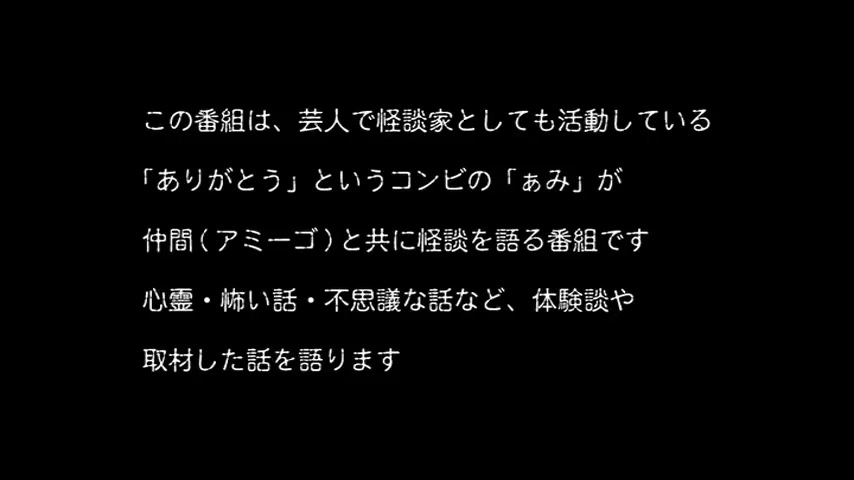 この番組は、芸人で怪談家としても活動している
「ありがとう」というコンビの「ぁみ」が
仲間(アミーゴ)と共に怪談を語る番組です
心霊・怖い話・不思議な話など、体験談や
取材した話を語ります